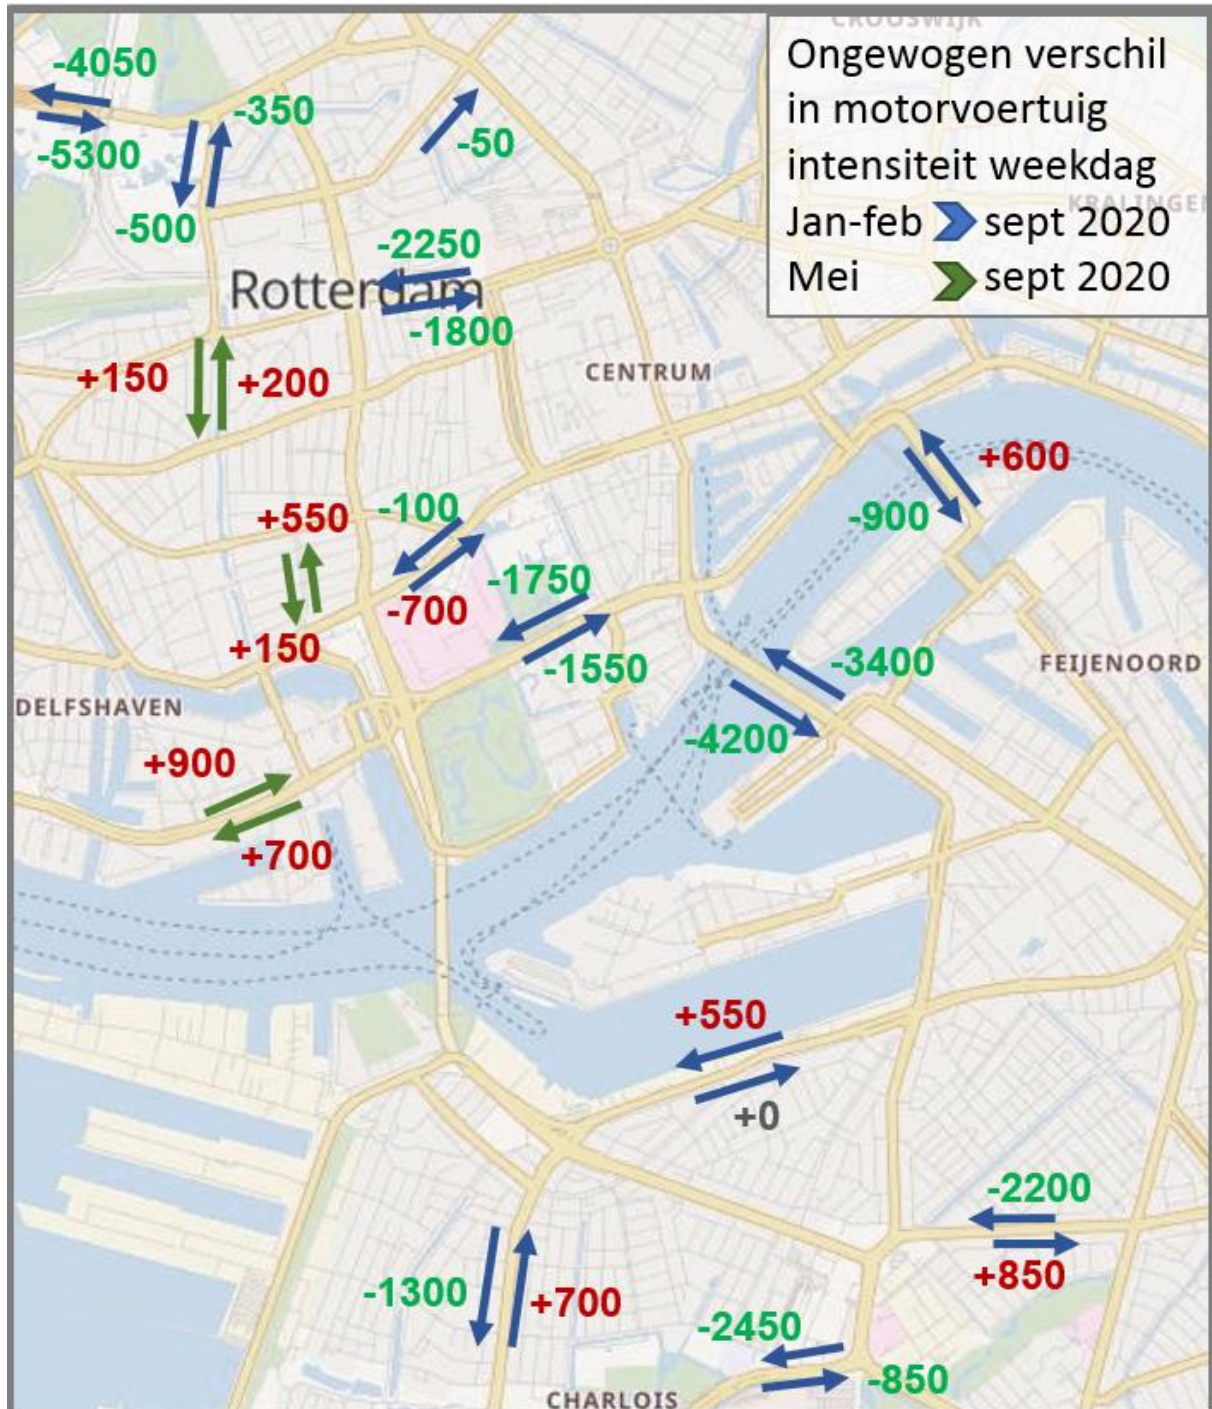 CROOSWIJK
Ongewogen verschil
in motorvoertuig
intensiteit weekdag
Jan-feb sept 2020
Mei sept 2020
KRALINGEN
-4050
-350
-5300
-50
-500
-2250
Rotterdam
-1800
+150
+200
CENTRUM
+600
+550
-100
-900
-1750
-700
+150
-1550
-3400
FEIJENOORD
DELFSHAVEN
-4200
+900
+700
+550
+0
-2200
+850
-1300
+700
-2450
-850
CHARLOIS